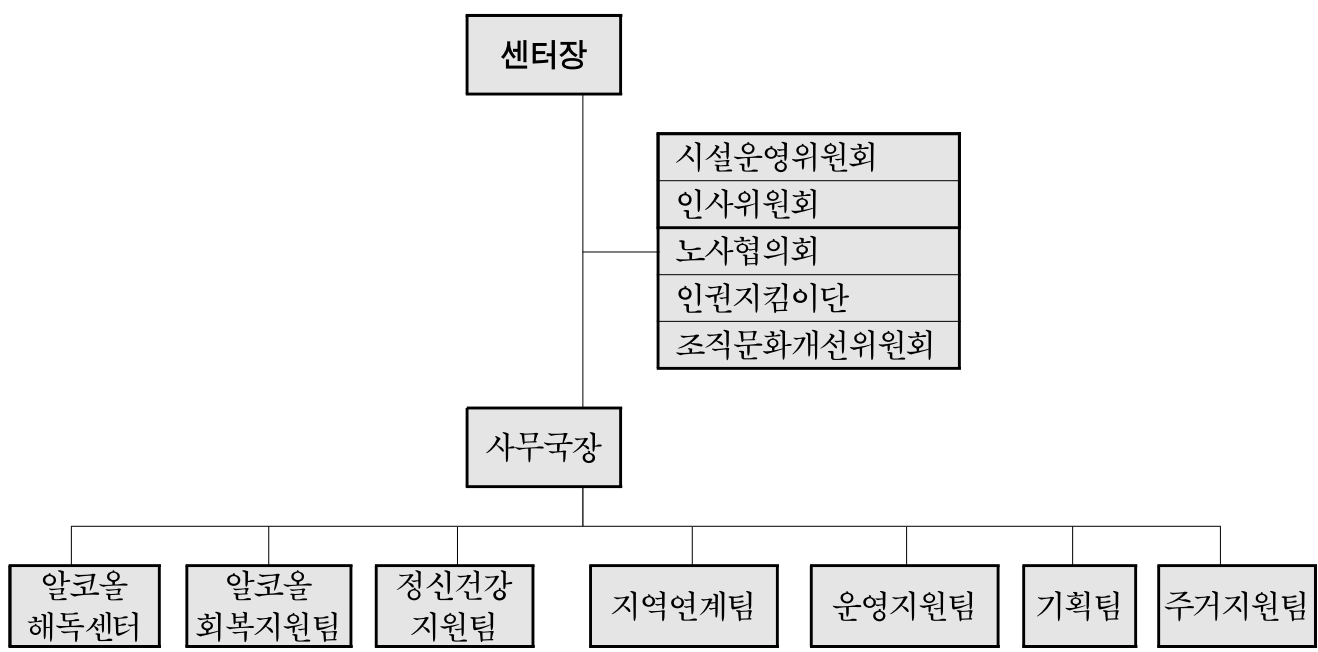 센터장
시설운영위원회
인사위원회
노사협의회
인권지킴이단
조직문화개선위원회
사무국장
알코올
해독센터
알코올
회복지원팀
정신건강
지원팀
지역연계팀
운영지원팀
기획팀
주거지원팀